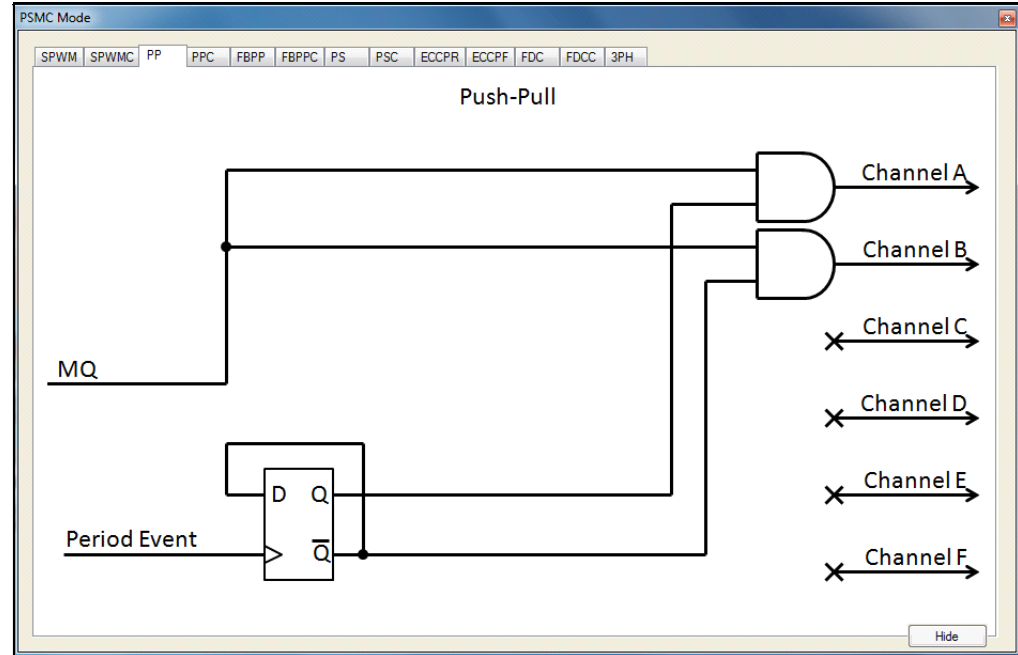 PSMC Mode
SPWM SPWMC PP PPC FBPP FBPPC PS PSC ECCPR ECCPF FDC FDCC 3PH
Push-Pull
Channel A
Channel B
Channel C
MQ
Channel D
D Q
Channel E
Period Event
Q̅
Channel F
Hide